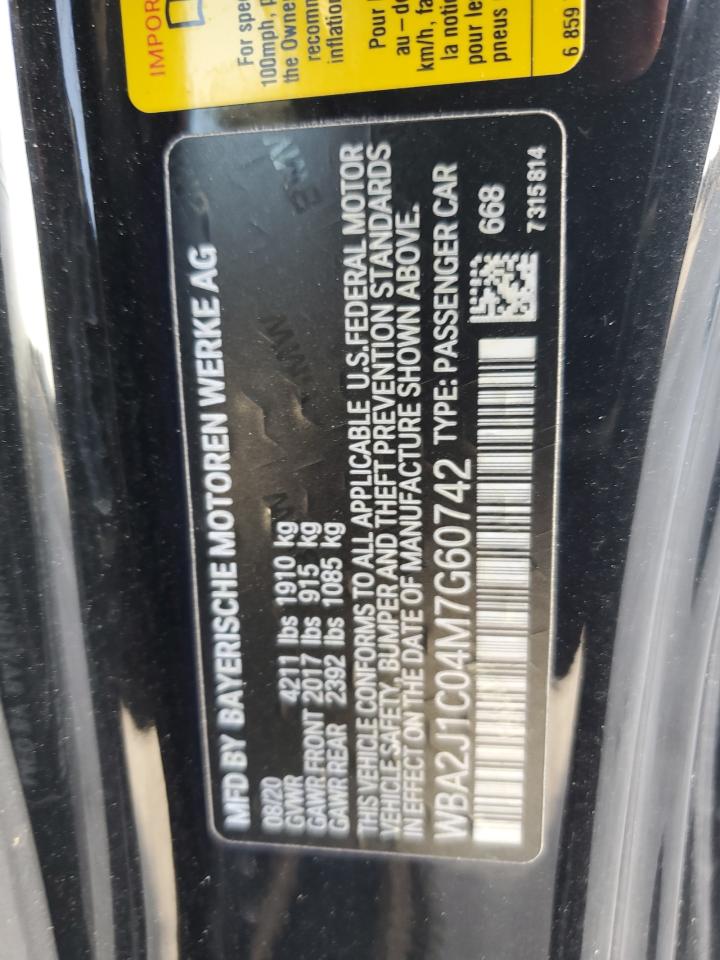 IMPOR
For spe
100mph, p
the Owne
recomm
inflation
Pour
au - de
km/h, fa
la notic
pour le
pneus
6 859
MFD BY BAYERISCHE MOTOREN WERKE AG
08/20
GVWR 4211 lbs 1910 kg
GAWR FRONT 2017 lbs 915 kg
GAWR REAR 2392 lbs 1085 kg
THIS VEHICLE CONFORMS TO ALL APPLICABLE U.S.FEDERAL MOTOR
VEHICLE SAFETY, BUMPER AND THEFT PREVENTION STANDARDS
IN EFFECT ON THE DATE OF MANUFACTURE SHOWN ABOVE.
WBA2J1C04M7G60742 TYPE: PASSENGER CAR
668
7315814